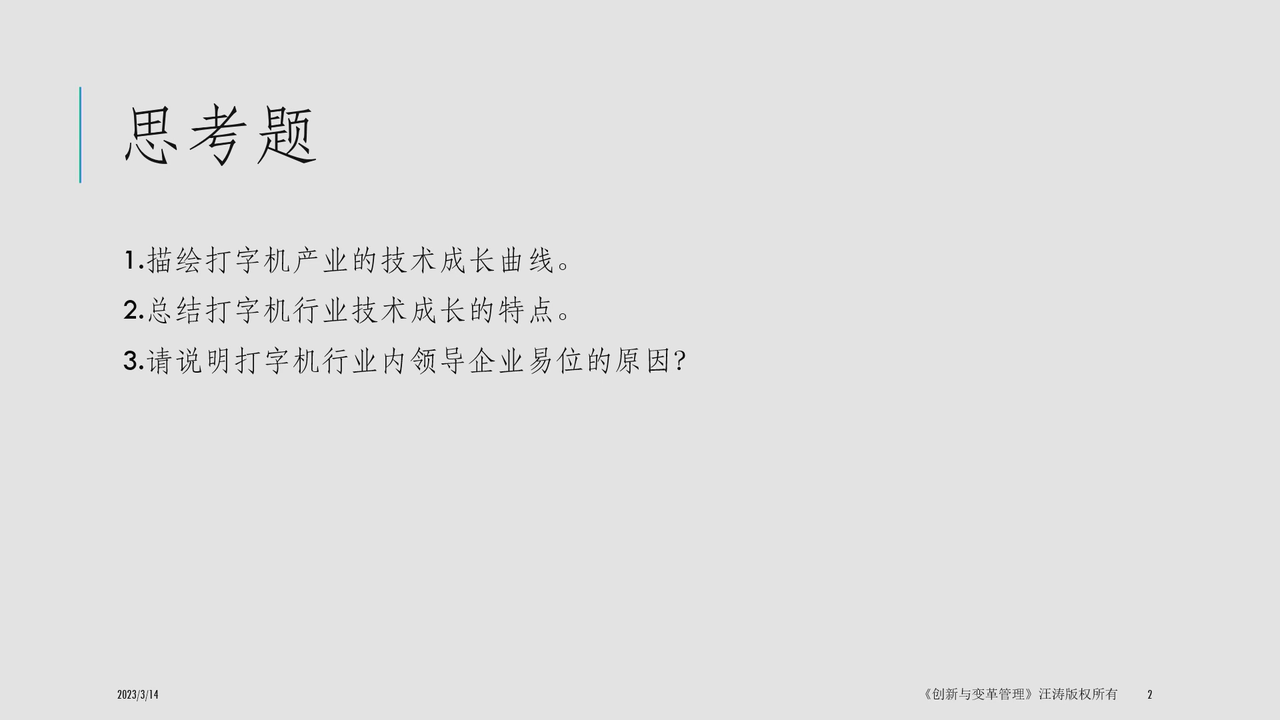 思考题
1.描绘打字机产业的技术成长曲线。
2.总结打字机行业技术成长的特点。
3.请说明打字机行业内领导企业易位的原因?
2023/3/14
《创新与变革管理》汪涛版权所有
2